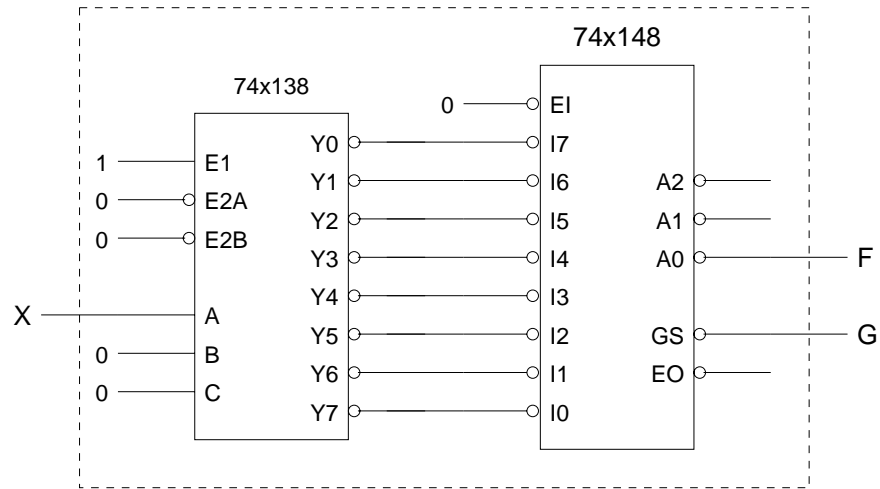 74x148
74x138
0 EI
Y0 I7
1 E1
Y1 I6 A2
0 E2A
Y2 I5 A1
0 E2B
Y3 I4 A0 F
Y4 I3
X A
Y5 I2 GS G
0 B
Y6 I1 EO
0 C
Y7 I0